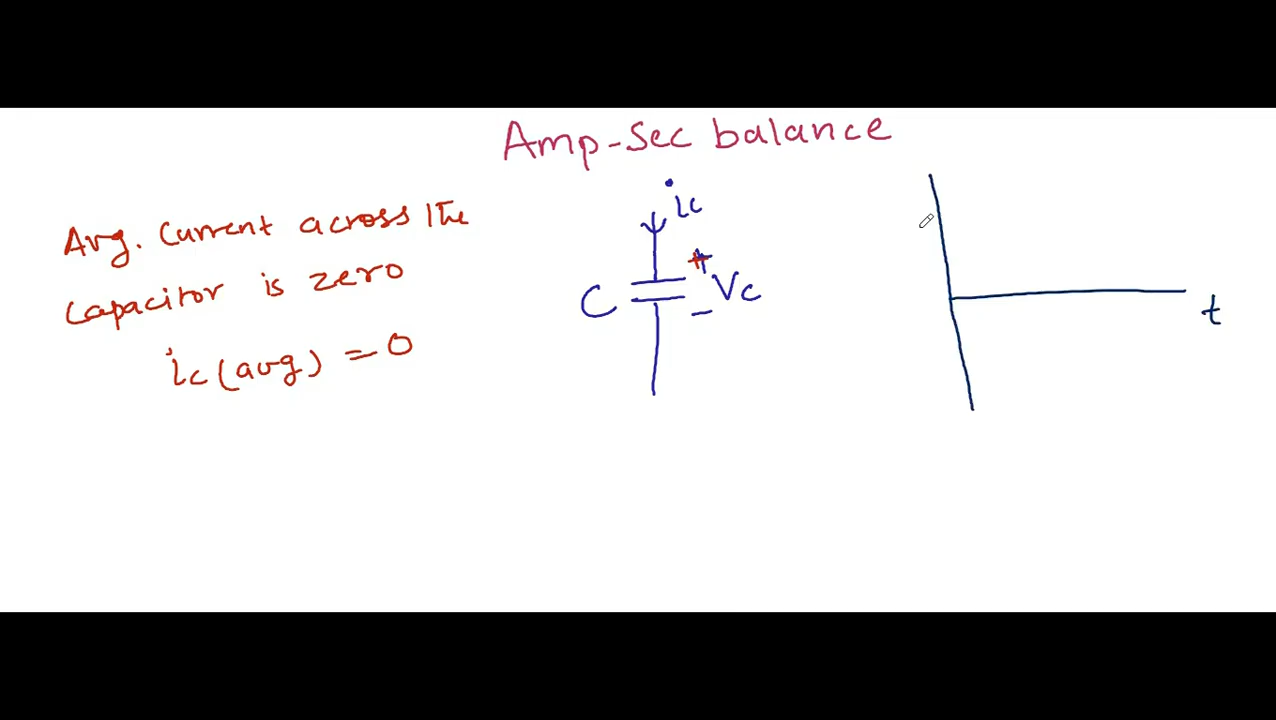 Amp-Sec balance
Avg. Current across the
Capacitor is zero
ic(avg) = 0
ic
C
+
Vc
-
t